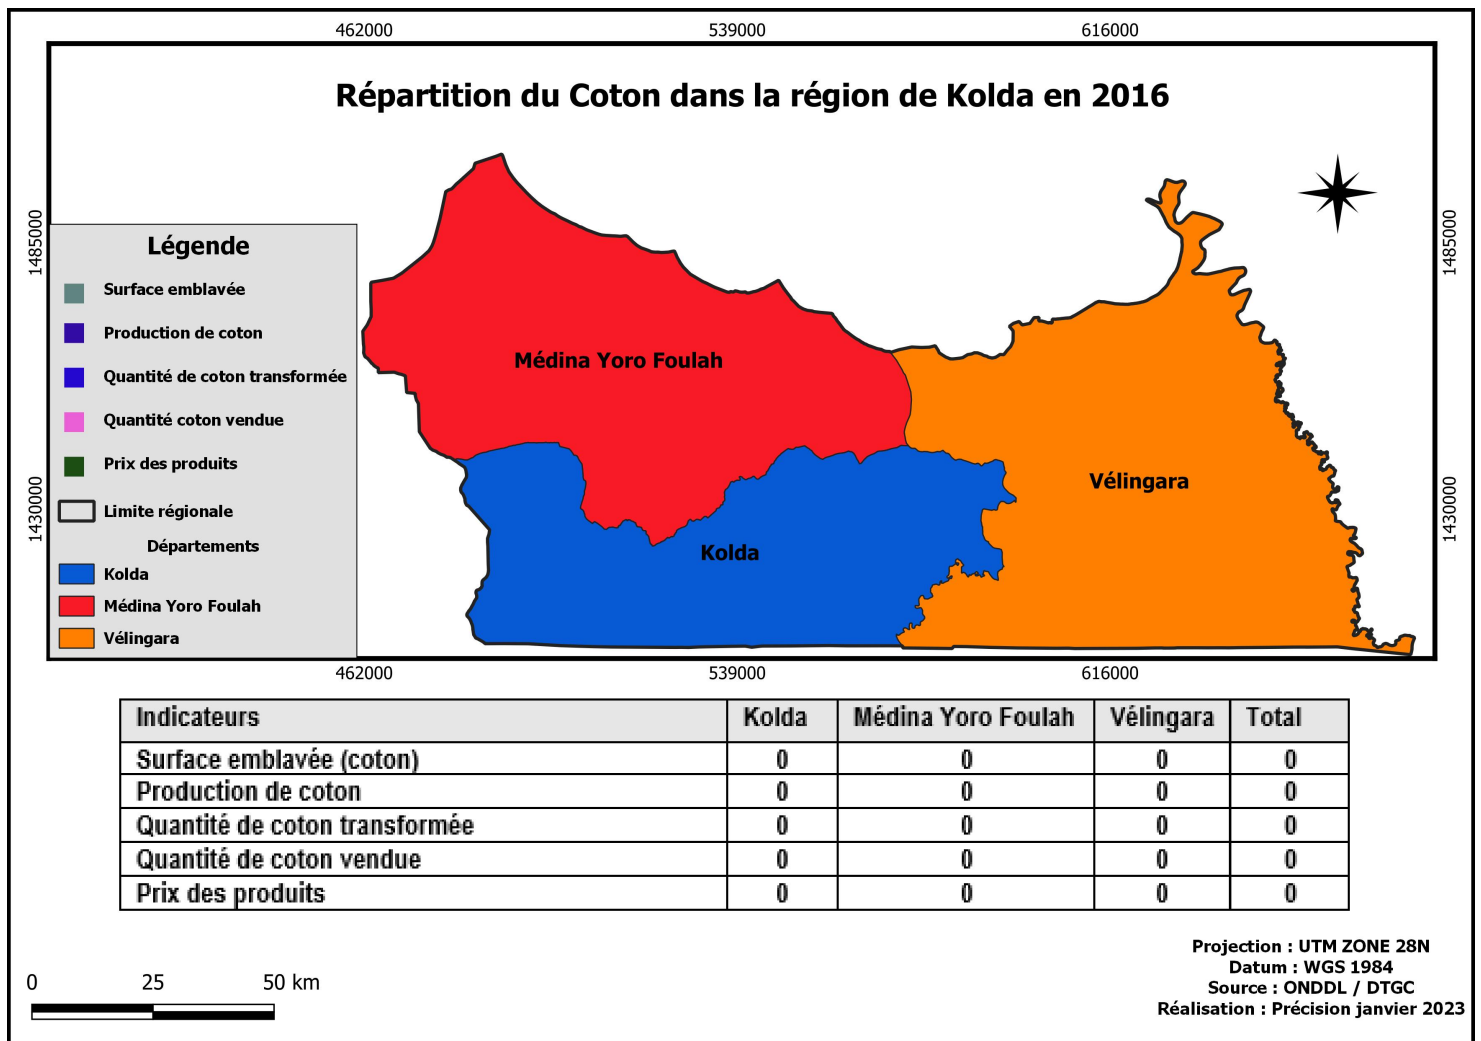 462000 539000 616000
Répartition du Coton dans la région de Kolda en 2016
1485000
1485000
Légende
Surface emblavée
Production de coton
Quantité de coton transformée
Quantité coton vendue
Prix des produits
Limite régionale
Départements
Kolda
Médina Yoro Foulah
Vélingara
Médina Yoro Foulah
Vélingara
Kolda
1430000
1430000
462000 539000 616000
Indicateurs Kolda Médina Yoro Foulah Vélingara Total
Surface emblavée (coton) 0 0 0 0
Production de coton 0 0 0 0
Quantité de coton transformée 0 0 0 0
Quantité de coton vendue 0 0 0 0
Prix des produits 0 0 0 0
0 25 50 km
Projection : UTM ZONE 28N
Datum : WGS 1984
Source : ONDDL / DTGC
Réalisation : Précision janvier 2023